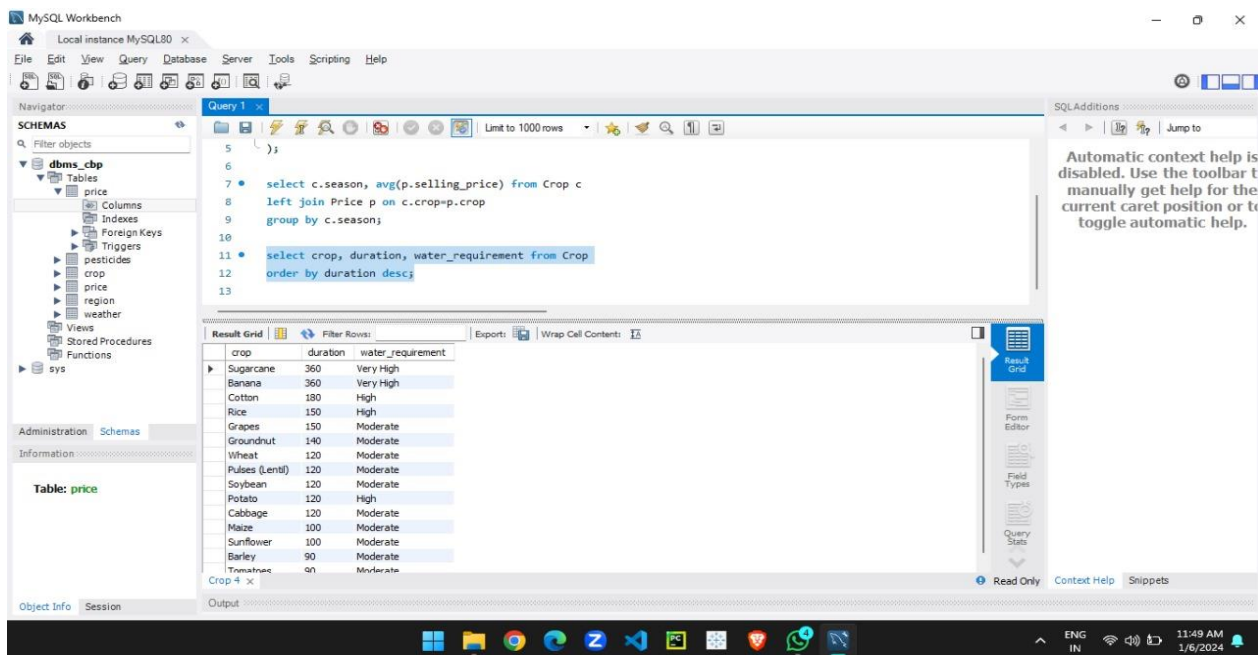 MySQL Workbench
Local instance MySQL80 ×
File Edit View Query Database Server Tools Scripting Help
Navigator
Query 1 ×
SQLAdditions
SCHEMAS
Limit to 1000 rows
Jump to
Filter objects
dbms_cbp
Tables
price
Columns
Indexes
Foreign Keys
Triggers
pesticides
crop
price
region
weather
Views
Stored Procedures
Functions
sys
5 );
6
7 select c.season, avg(p.selling_price) from Crop c
8 left join Price p on c.crop=p.crop
9 group by c.season;
10
11 select crop, duration, water_requirement from Crop
12 order by duration desc;
13
Automatic context help is
disabled. Use the toolbar t
manually get help for the
current caret position or to
toggle automatic help.
Result Grid Filter Rows: Export: Wrap Cell Content:
crop duration water_requirement
Sugarcane 360 Very High
Banana 360 Very High
Cotton 180 High
Rice 150 High
Grapes 150 Moderate
Groundnut 140 Moderate
Wheat 120 Moderate
Pulses (Lentil) 120 Moderate
Soybean 120 Moderate
Potato 120 High
Cabbage 120 Moderate
Maize 100 Moderate
Sunflower 100 Moderate
Barley 90 Moderate
Tomatoes 90 Moderate
Result
Grid
Form
Editor
Field
Types
Query
Stats
Administration Schemas
Information
Table: price
Crop 4 ×
Read Only
Context Help Snippets
Object Info Session
Output
4
ENG
IN
11:49 AM
1/6/2024